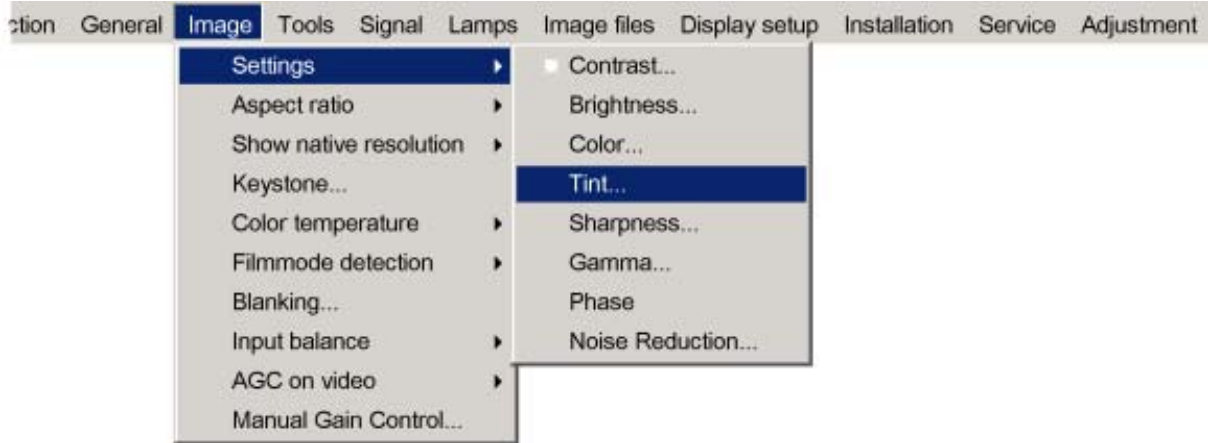 ction General Image Tools Signal Lamps Image files Display setup Installation Service Adjustment
Settings
Aspect ratio
Show native resolution
Keystone...
Color temperature
Filmmode detection
Blanking...
Input balance
AGC on video
Manual Gain Control...
Contrast...
Brightness...
Color...
Tint...
Sharpness...
Gamma...
Phase
Noise Reduction...